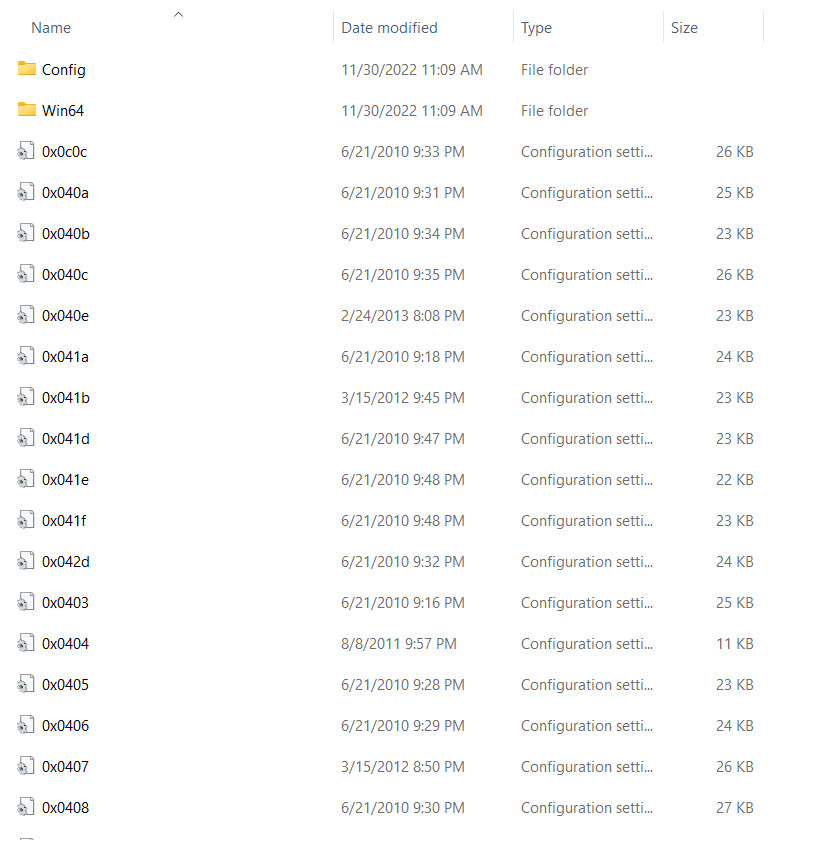 Name Date modified Type Size
Config 11/30/2022 11:09 AM File folder
Win64 11/30/2022 11:09 AM File folder
0x0c0c 6/21/2010 9:33 PM Configuration setti... 26 KB
0x040a 6/21/2010 9:31 PM Configuration setti... 25 KB
0x040b 6/21/2010 9:34 PM Configuration setti... 23 KB
0x040c 6/21/2010 9:35 PM Configuration setti... 26 KB
0x040e 2/24/2013 8:08 PM Configuration setti... 23 KB
0x041a 6/21/2010 9:18 PM Configuration setti... 24 KB
0x041b 3/15/2012 9:45 PM Configuration setti... 23 KB
0x041d 6/21/2010 9:47 PM Configuration setti... 23 KB
0x041e 6/21/2010 9:48 PM Configuration setti... 22 KB
0x041f 6/21/2010 9:48 PM Configuration setti... 23 KB
0x042d 6/21/2010 9:32 PM Configuration setti... 24 KB
0x0403 6/21/2010 9:16 PM Configuration setti... 25 KB
0x0404 8/8/2011 9:57 PM Configuration setti... 11 KB
0x0405 6/21/2010 9:28 PM Configuration setti... 23 KB
0x0406 6/21/2010 9:29 PM Configuration setti... 24 KB
0x0407 3/15/2012 8:50 PM Configuration setti... 26 KB
0x0408 6/21/2010 9:30 PM Configuration setti... 27 KB